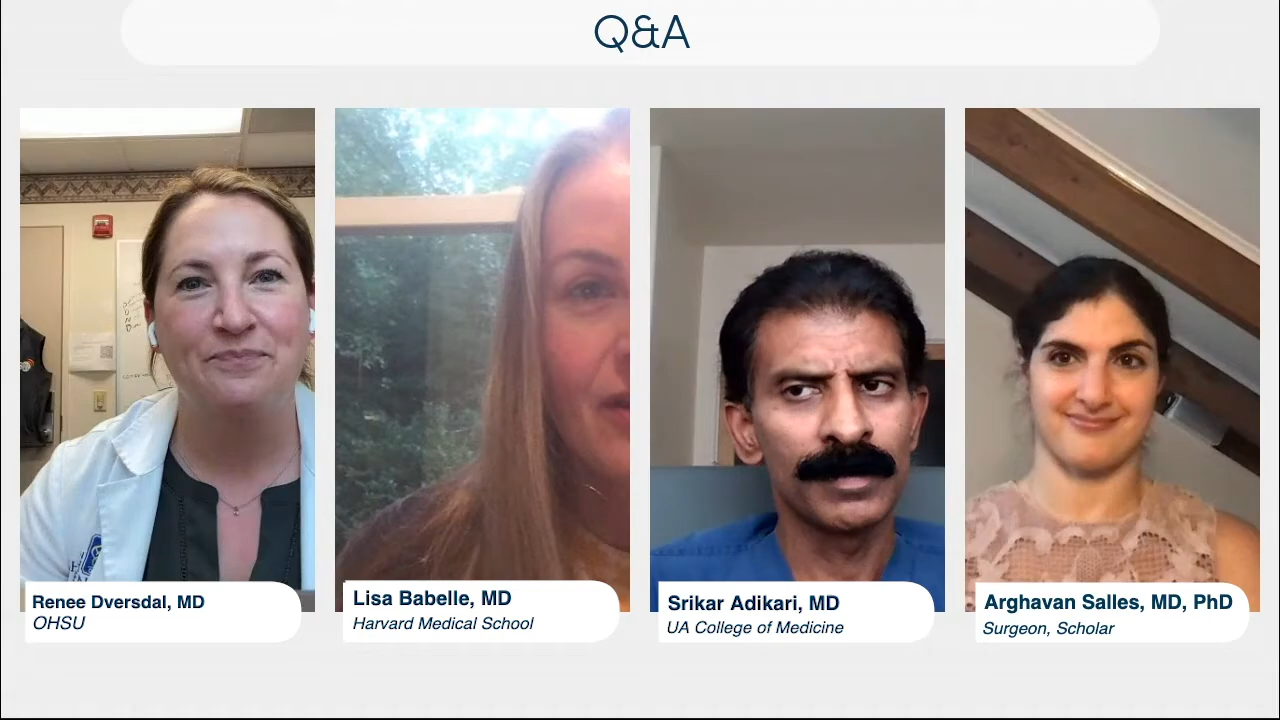 Q&A
Renee Dversdal, MD
OHSU
Lisa Babelle, MD
Harvard Medical School
Srikar Adikari, MD
UA College of Medicine
Arghavan Salles, MD, PhD
Surgeon, Scholar